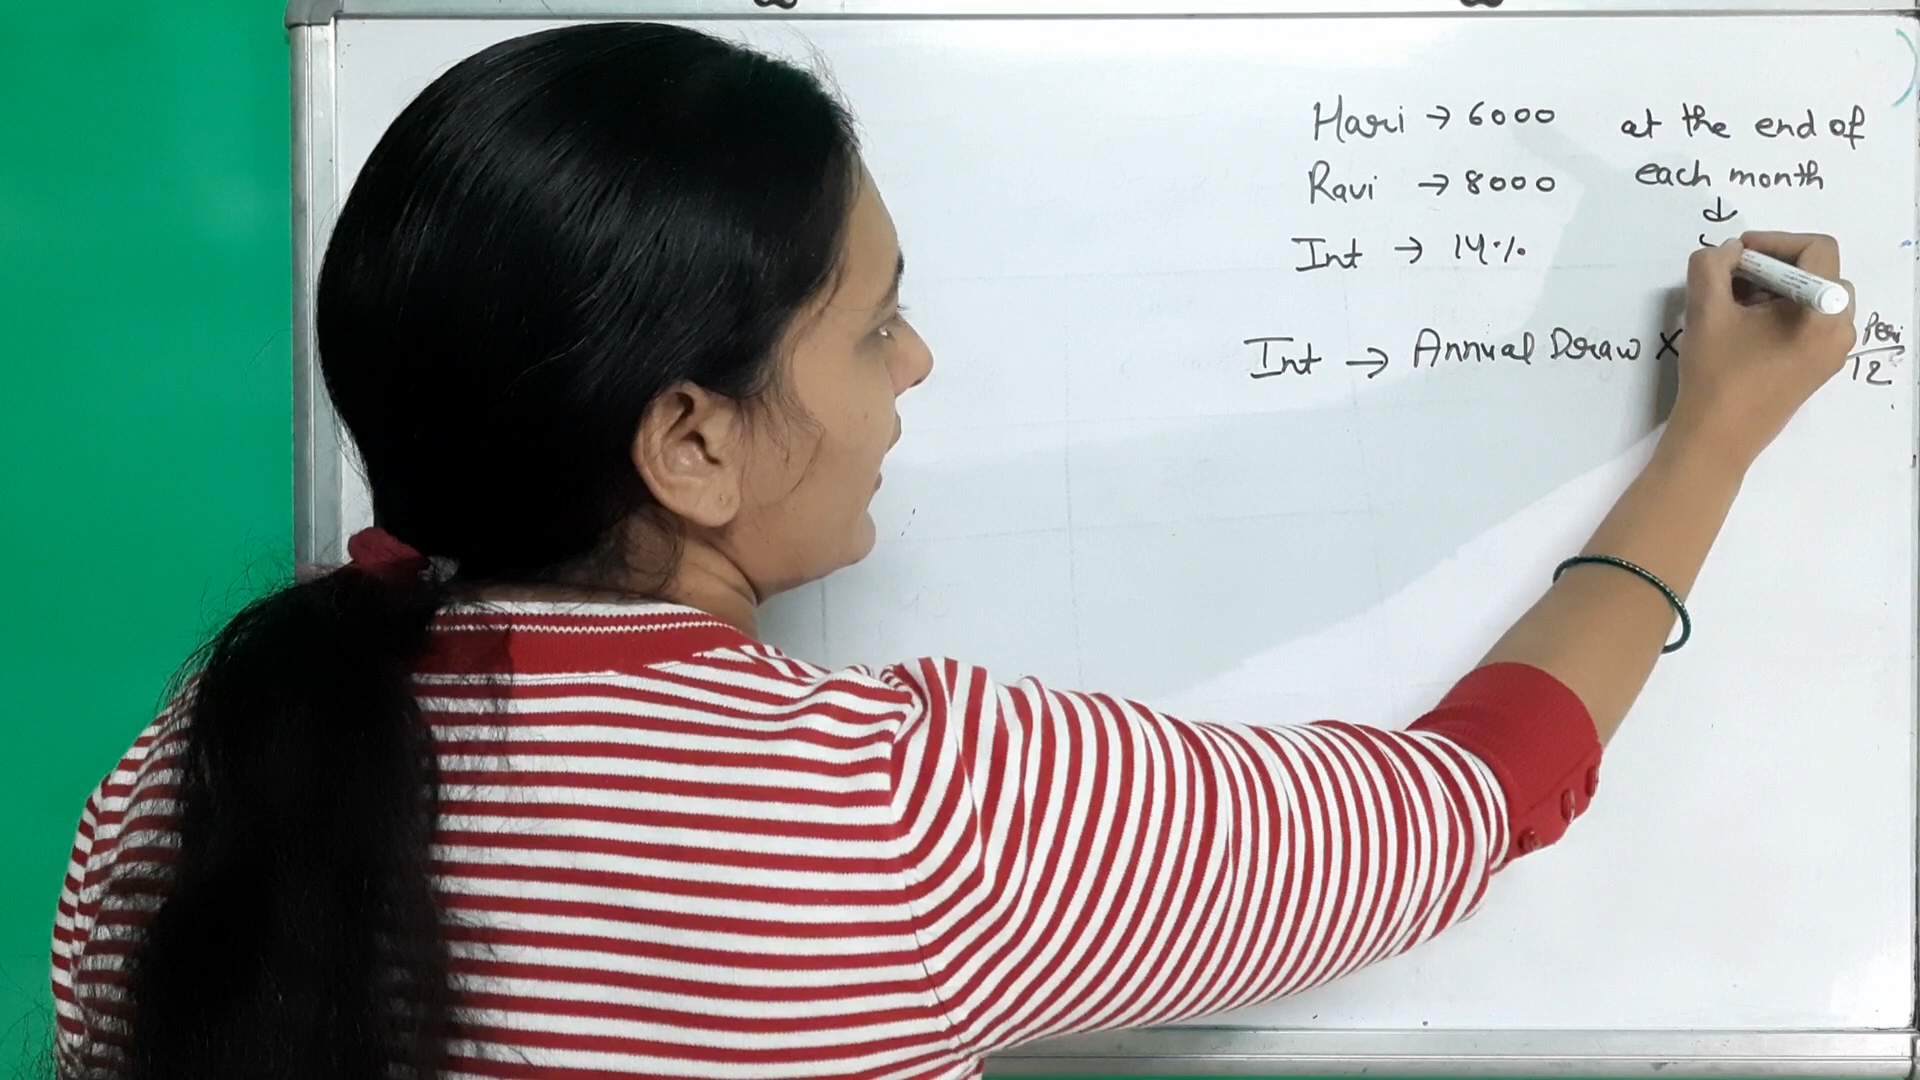 Hari → 6000 at the end of
Ravi → 8000 each month
Int → 14%
Int → Annual Draw ×
12